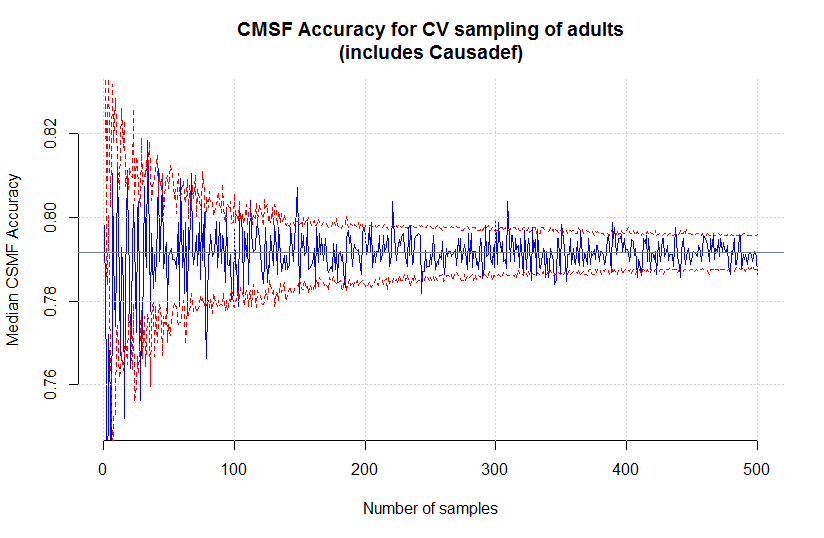 CMSF Accuracy for CV sampling of adults
(includes Causadef)
Median CSMF Accuracy
0.82
0.80
0.78
0.76
0
100
200
300
400
500
Number of samples